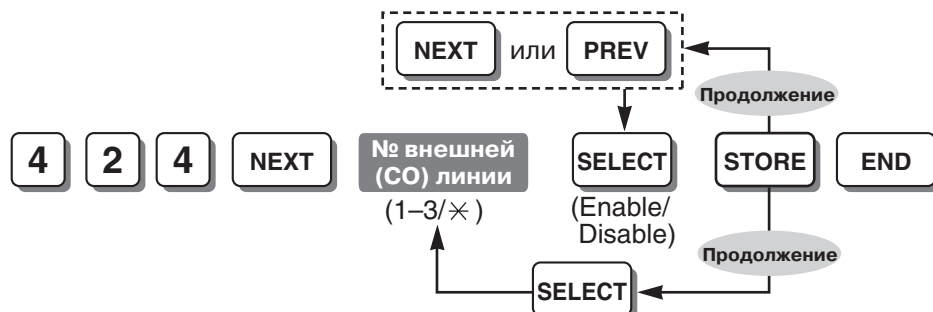 NEXT или PREV
Продолжение
4 2 4 NEXT № внешней (CO) линии SELECT STORE END
(1–3/✳)
(Enable/
Disable)
Продолжение
SELECT